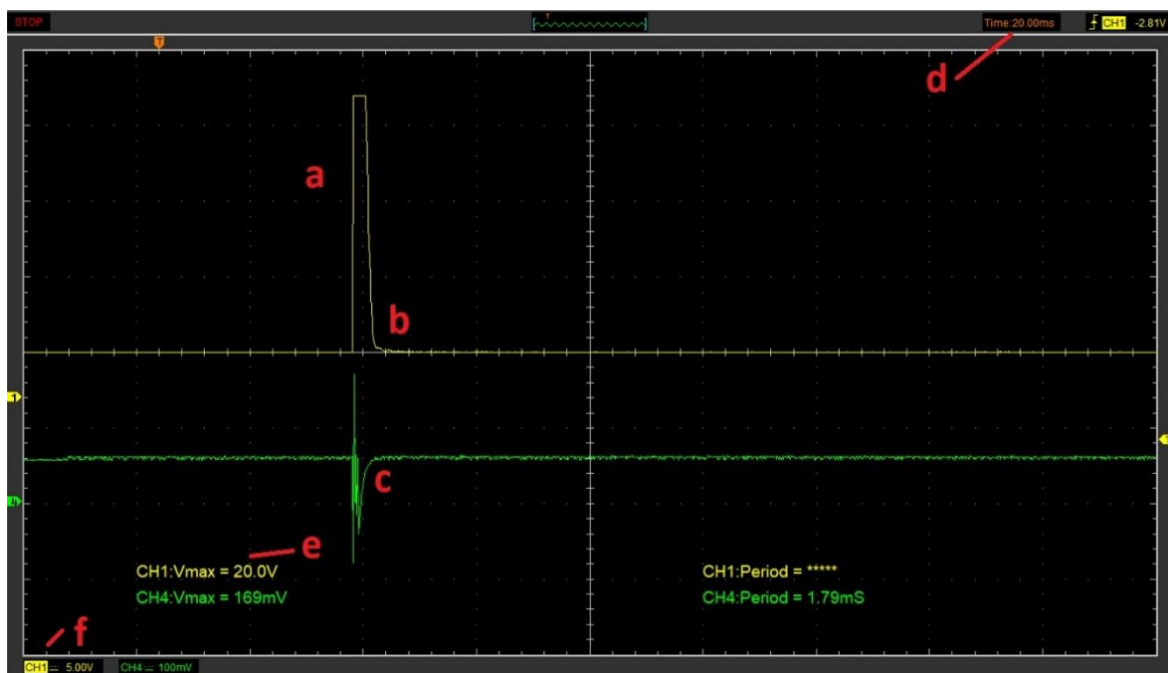 STOP
T
Time:20.00ms
CH1 -2.81V
T
d
a
b
1
T
c
e
CH1:Vmax = 20.0V
CH1:Period = *****
CH4:Vmax = 169mV
CH4:Period = 1.79mS
f
CH1 5.00V CH4 100mV